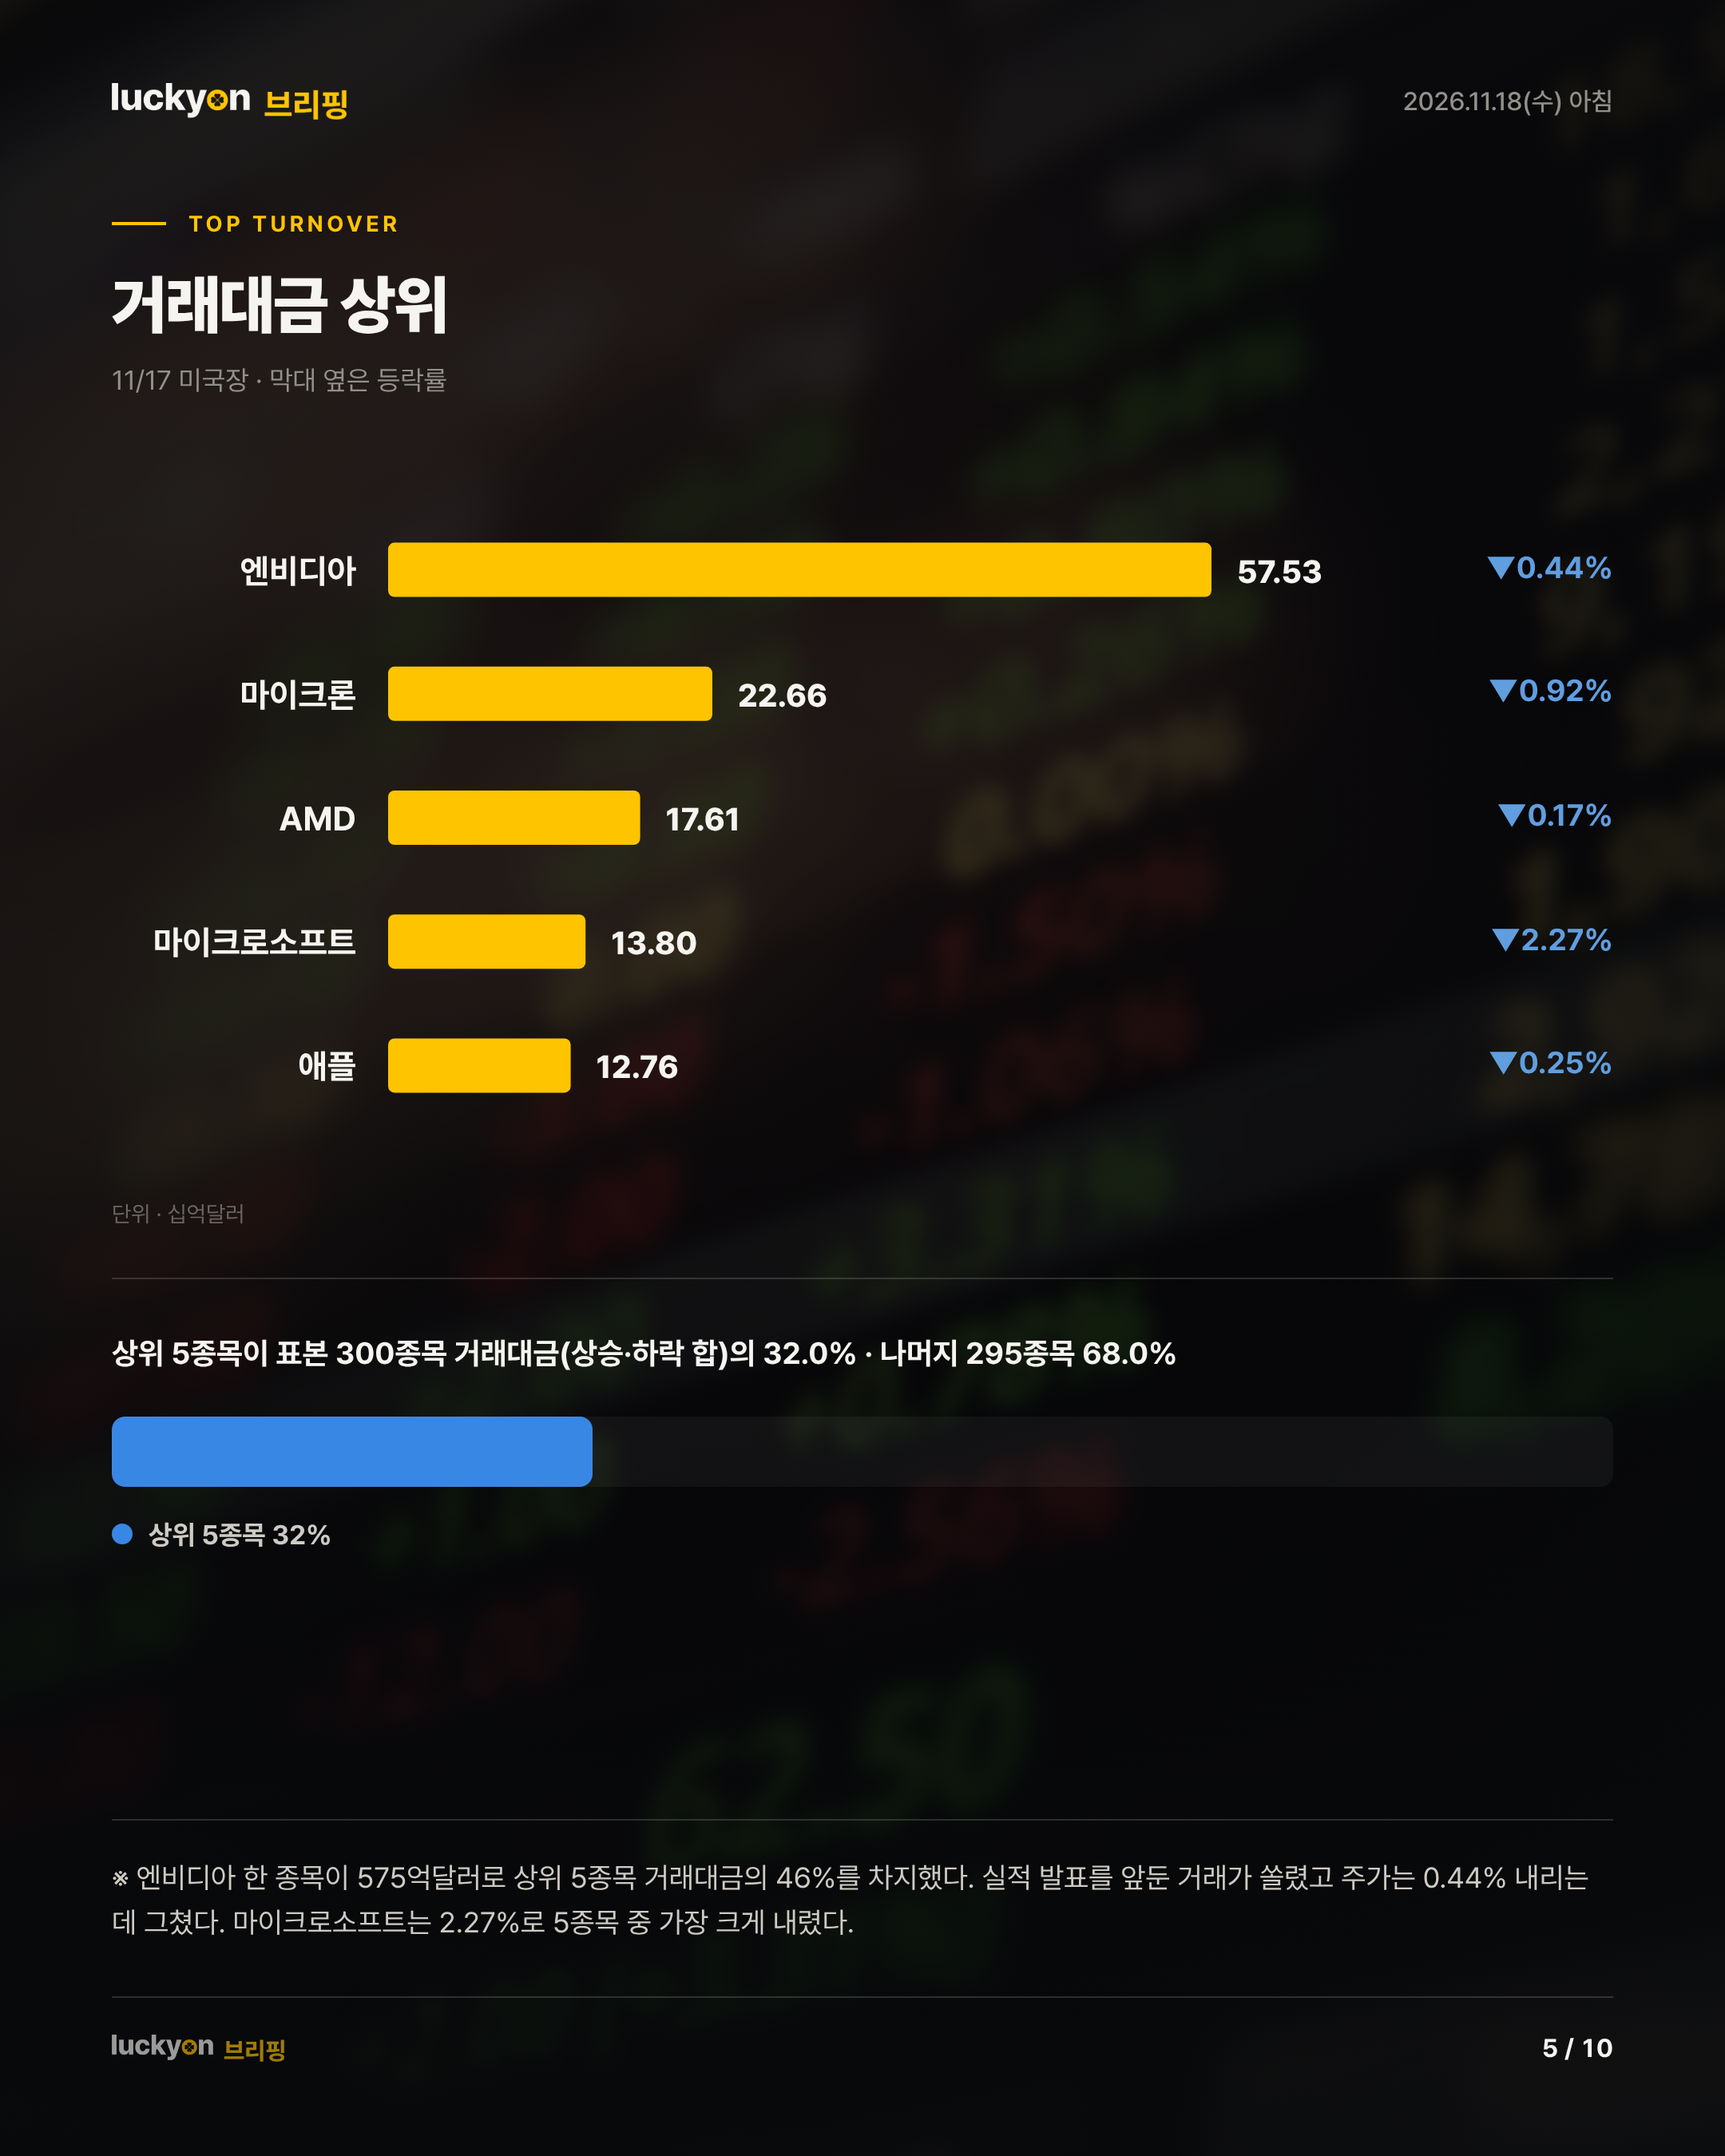 luckyon 브리핑
2026.11.18(수) 아침
TOP TURNOVER
거래대금 상위
11/17 미국장 · 막대 옆은 등락률
엔비디아 57.53 ▼0.44%
마이크론 22.66 ▼0.92%
AMD 17.61 ▼0.17%
마이크로소프트 13.80 ▼2.27%
애플 12.76 ▼0.25%
단위 · 십억달러
상위 5종목이 표본 300종목 거래대금(상승·하락 합)의 32.0% · 나머지 295종목 68.0%
상위 5종목 32%
※ 엔비디아 한 종목이 575억달러로 상위 5종목 거래대금의 46%를 차지했다. 실적 발표를 앞둔 거래가 쏠렸고 주가는 0.44% 내리는
데 그쳤다. 마이크로소프트는 2.27%로 5종목 중 가장 크게 내렸다.
luckyon 브리핑
5 / 10